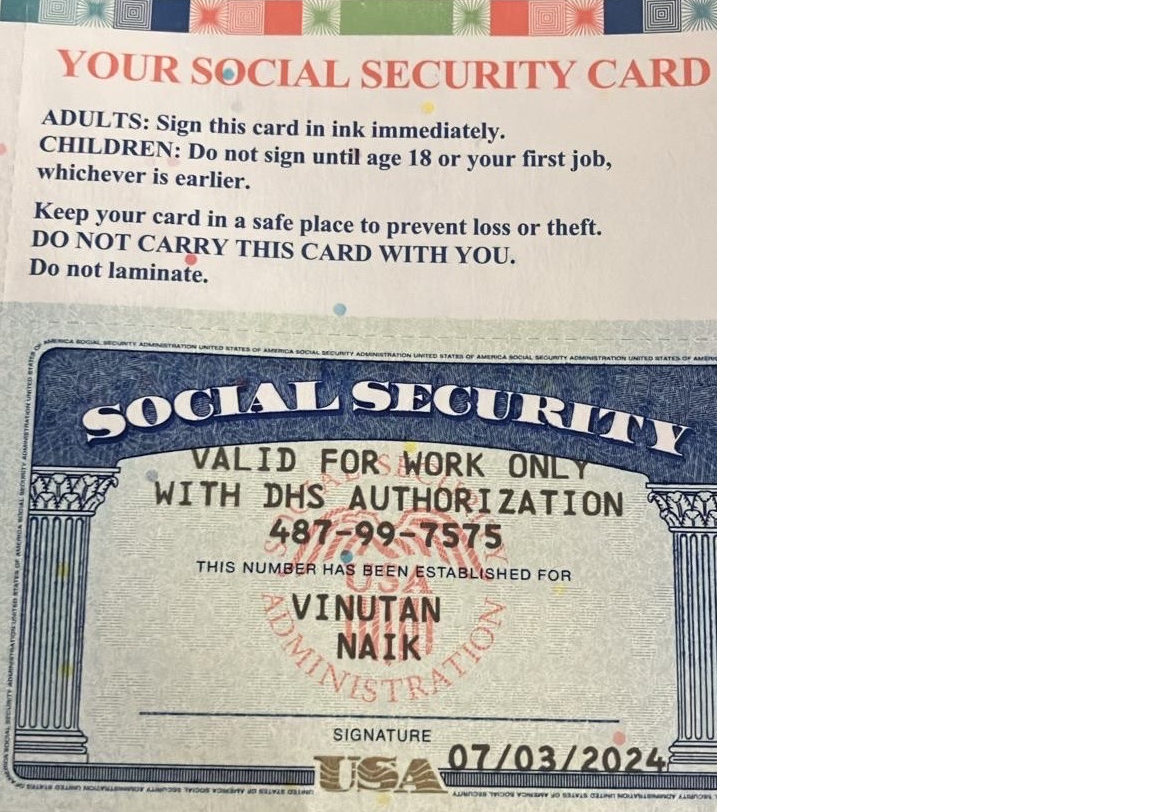 YOUR SOCIAL SECURITY CARD
ADULTS: Sign this card in ink immediately.
CHILDREN: Do not sign until age 18 or your first job,
whichever is earlier.
Keep your card in a safe place to prevent loss or theft.
DO NOT CARRY THIS CARD WITH YOU.
Do not laminate.
AMERICA SOCIAL SECURITY ADMINISTRATION UNITED STATES OF AMERICA SOCIAL SECURITY ADMINISTRATION UNITED STATES OF AMERICA SOCIAL SECURITY ADMINISTRATION UNITED STATES OF
SOCIAL SECURITY
VALID FOR WORK ONLY
WITH DHS AUTHORIZATION
487-99-7575
THIS NUMBER HAS BEEN ESTABLISHED FOR
SOCIAL SECURITY
USA
ADMINISTRATION
VINUTAN
NAIK
SIGNATURE
USA
07/03/2024